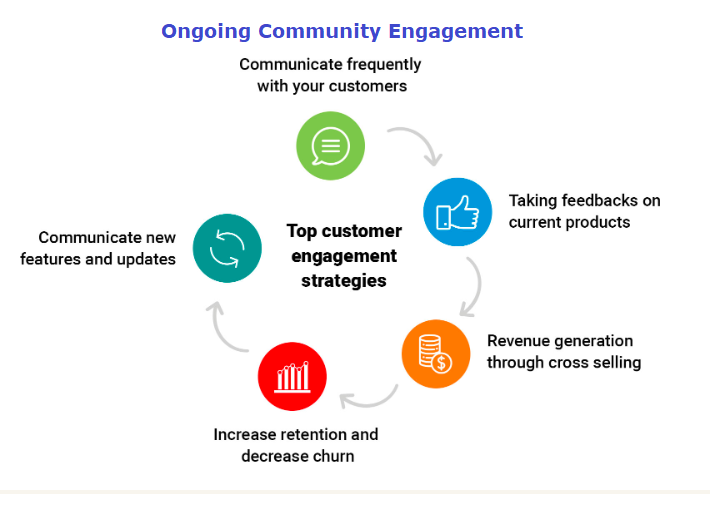 Ongoing Community Engagement
Communicate frequently
with your customers
Taking feedbacks on
current products
Top customer
engagement
strategies
Communicate new
features and updates
Revenue generation
through cross selling
$
Increase retention and
decrease churn